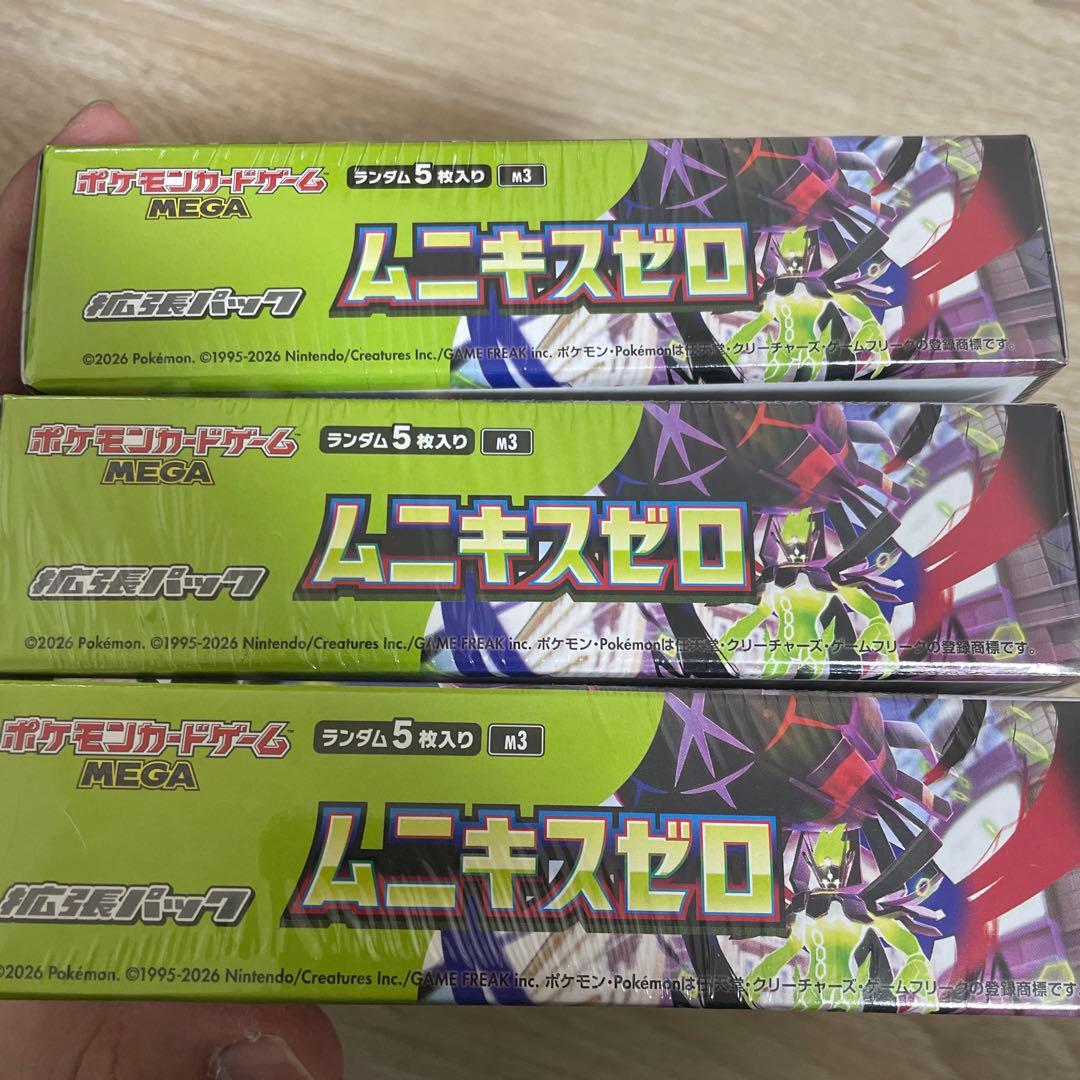 ポケモンカードゲーム™ ランダム5枚入り M3
MEGA
ムニキスゼロ
拡張パック
©2026 Pokémon. ©1995-2026 Nintendo/Creatures Inc./GAME FREAK inc. ポケモン・Pokémonは任天堂・クリーチャーズ・ゲームフリークの登録商標です。
ポケモンカードゲーム™ ランダム5枚入り M3
MEGA
ムニキスゼロ
拡張パック
©2026 Pokémon. ©1995-2026 Nintendo/Creatures Inc./GAME FREAK inc. ポケモン・Pokémonは任天堂・クリーチャーズ・ゲームフリークの登録商標です。
ポケモンカードゲーム™ ランダム5枚入り M3
MEGA
ムニキスゼロ
拡張パック
©2026 Pokémon. ©1995-2026 Nintendo/Creatures Inc./GAME FREAK inc. ポケモン・Pokémonは任天堂・クリーチャーズ・ゲームフリークの登録商標です